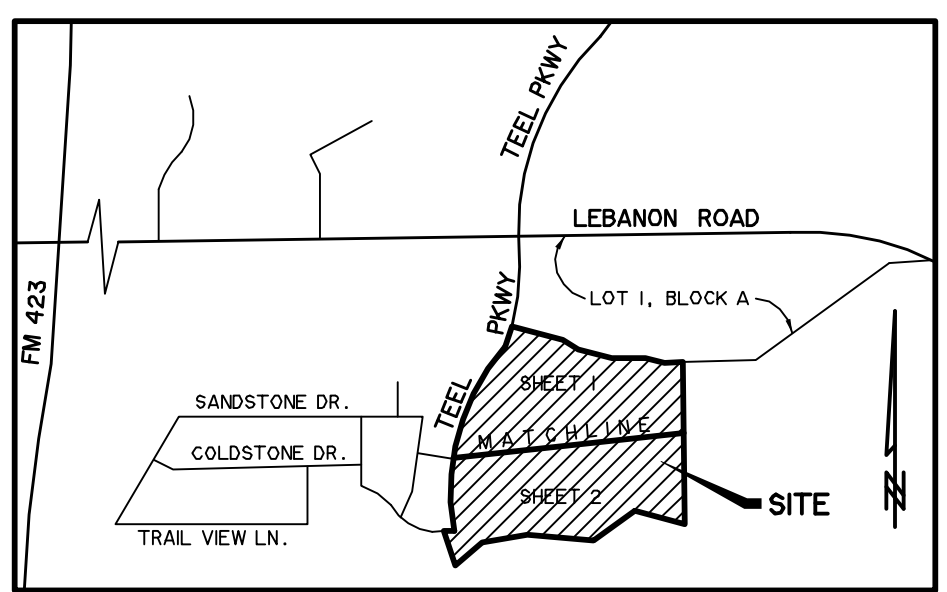 TEEL PKWY
LEBANON ROAD
LOT 1, BLOCK A
FM 423
TEEL PKWY
SHEET 1
SANDSTONE DR.
MATCHLINE
COLDSTONE DR.
SHEET 2
SITE
N
TRAIL VIEW LN.